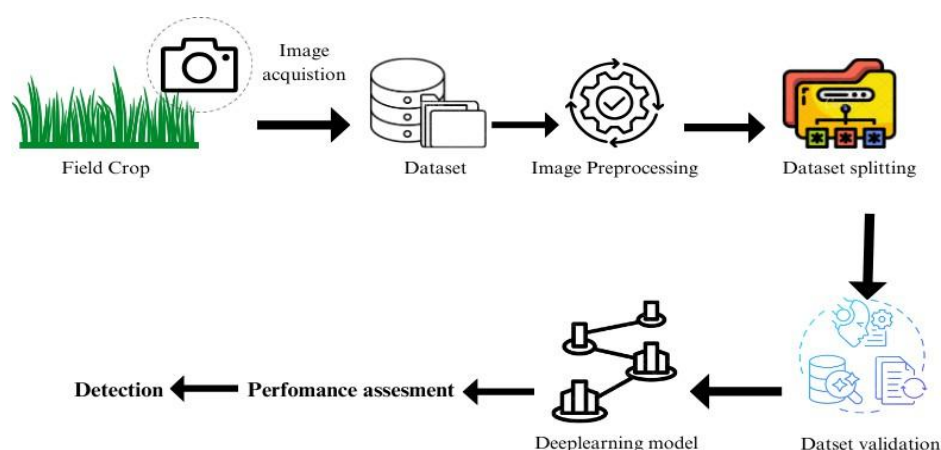 Image
acquistion
Field Crop
Dataset
Image Preprocessing
Dataset splitting
Detection
Perfomance assesment
Deeplearning model
Datset validation